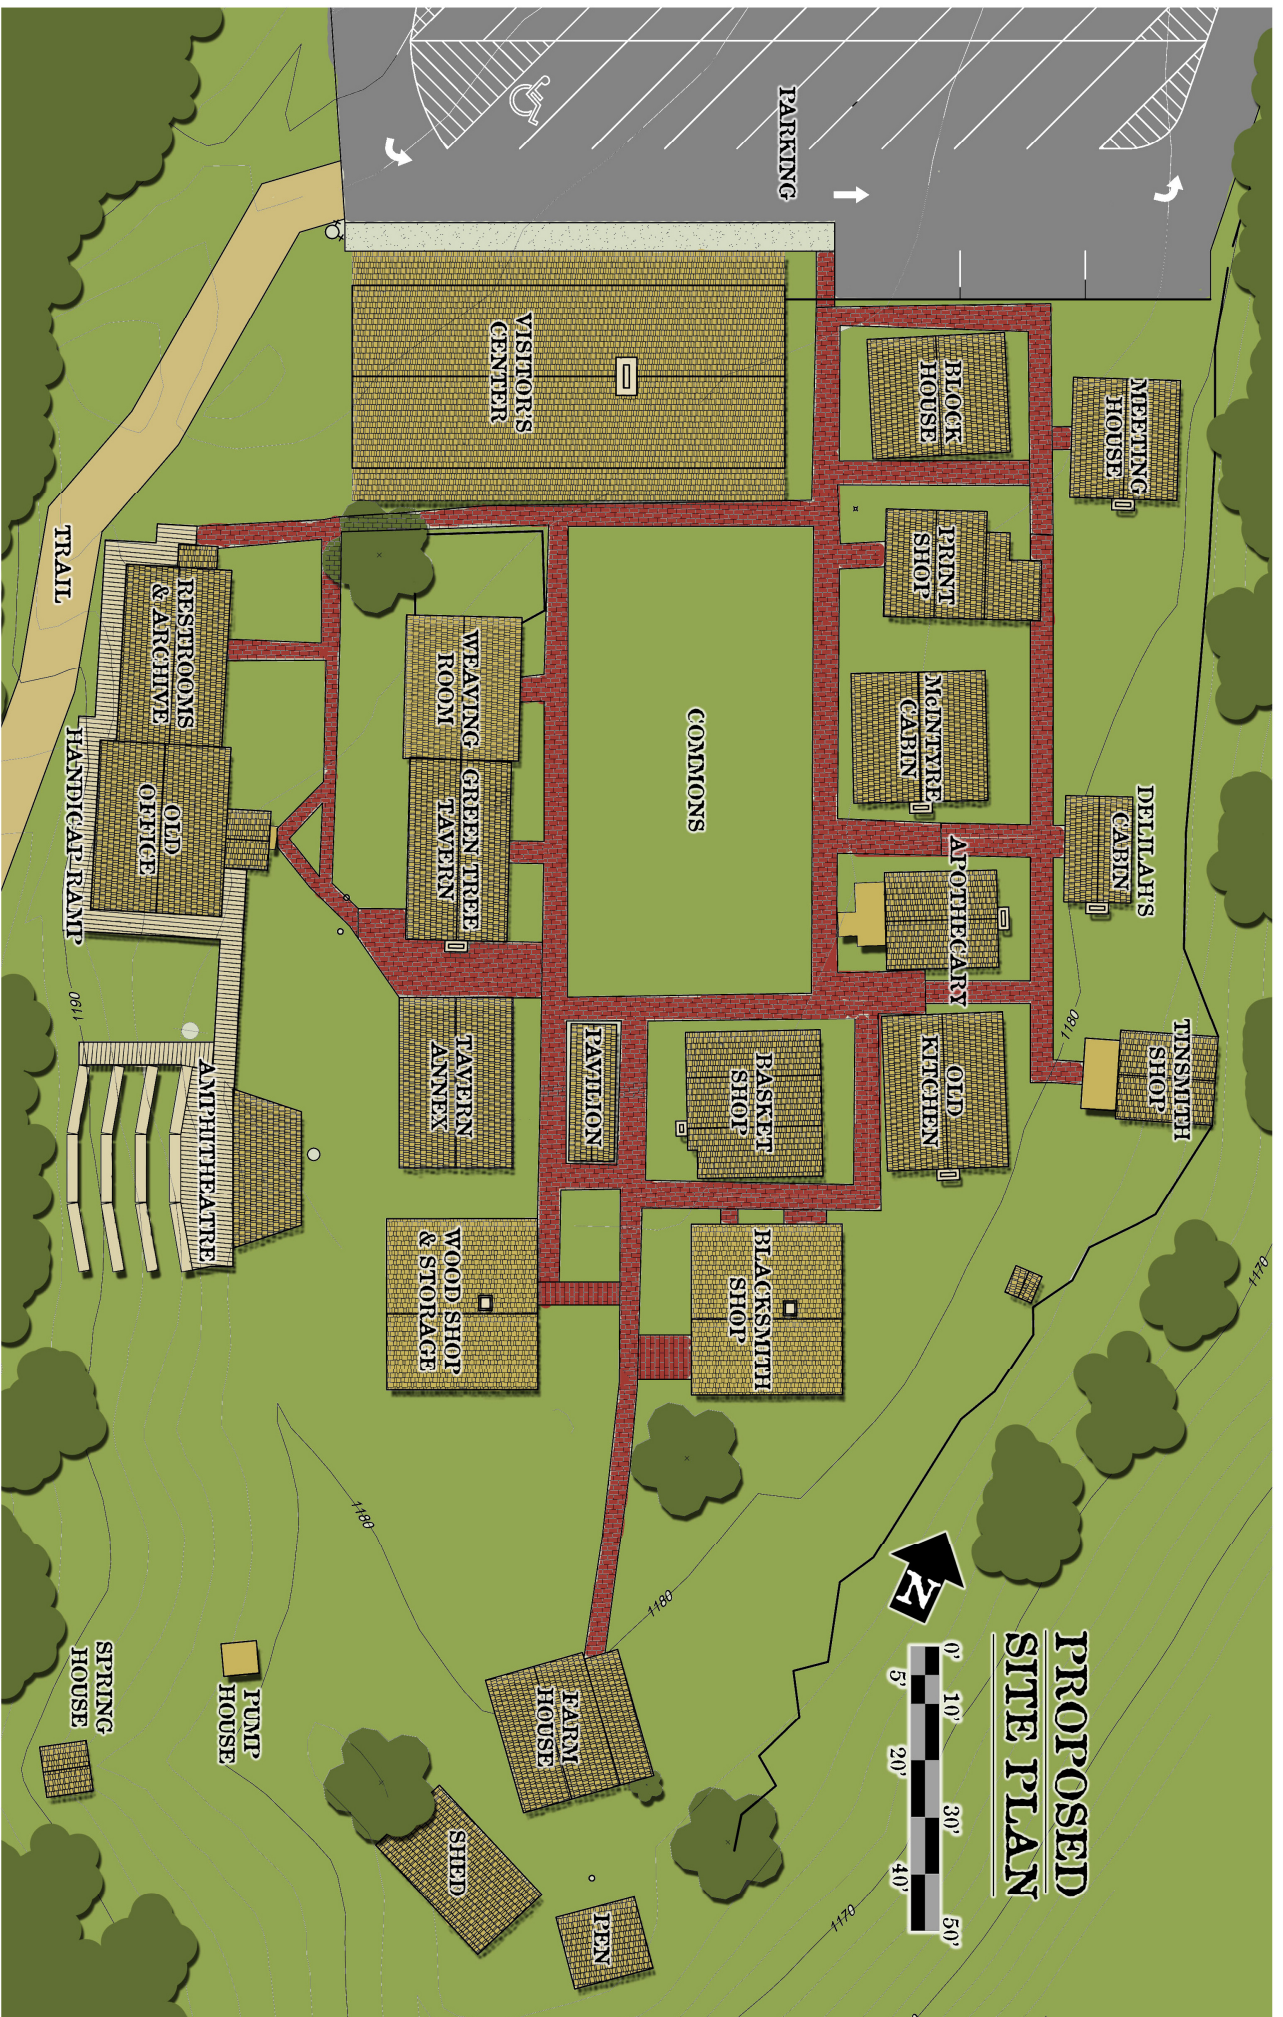 PROPOSED
SITE PLAN
0'
5'
10'
20'
30'
40'
50'
N
PARKING
VISITOR'S
CENTER
BLOCK
HOUSE
MEETING
HOUSE
PRINT
SHOP
McINTYRE
CABIN
DELILAH'S
CABIN
APOTHECARY
TINSMITH
SHOP
OLD
KITCHEN
COMMONS
BASKET
SHOP
BLACKSMITH
SHOP
PAVILION
WEAVING
ROOM
GREEN TREE
TAVERN
TAVERN
ANNEX
WOOD SHOP
& STORAGE
RESTROOMS
& ARCHIVE
OLD
OFFICE
HANDICAP RAMP
TRAIL
AMPHITHEATRE
FARM
HOUSE
SHED
PEN
PUMP
HOUSE
SPRING
HOUSE
1190
1180
1170
1180
1180
1170